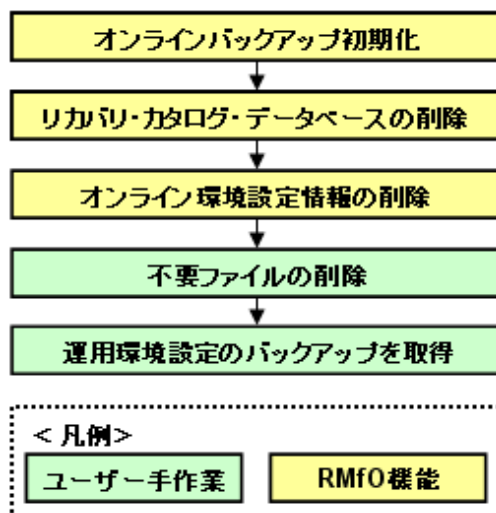 オンラインバックアップ初期化
リカバリ・カタログ・データベースの削除
オンライン環境設定情報の削除
不要ファイルの削除
運用環境設定のバックアップを取得
＜凡例＞
ユーザー手作業
RMfO機能